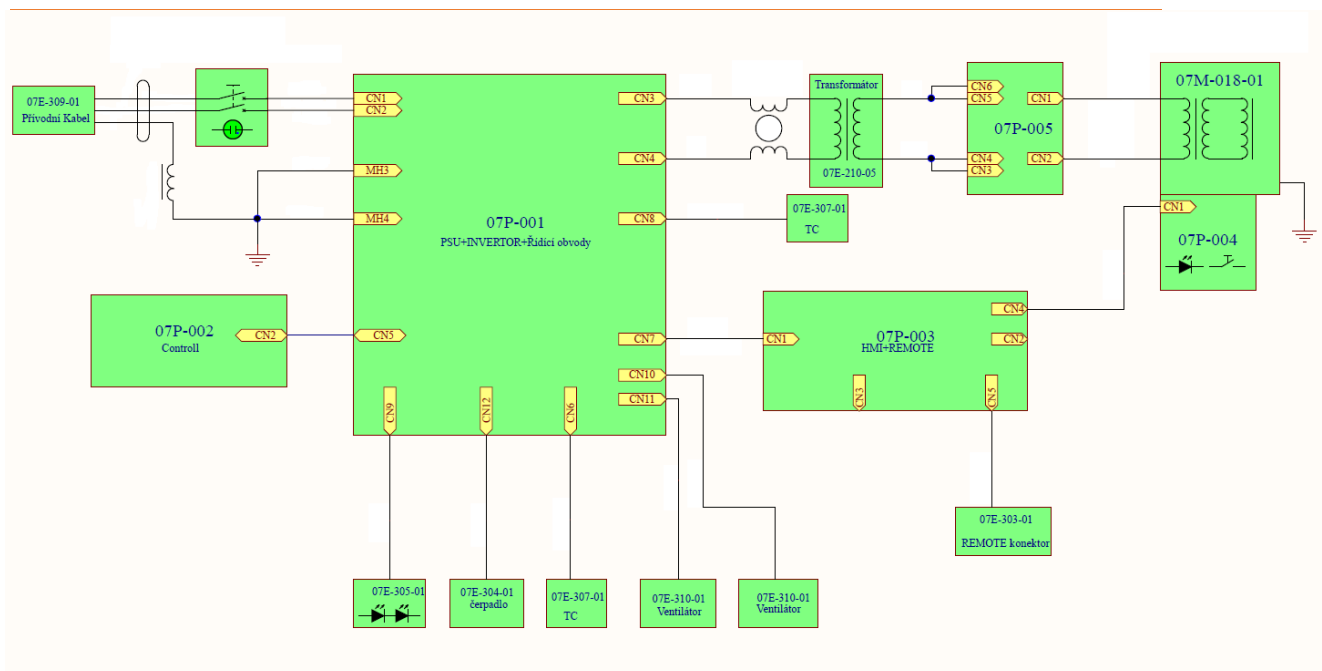 07E-309-01
Přívodní Kabel
CN1
CN2
MH3
MH4
07P-001
PSU+INVERTOR+Řídící obvody
CN3
CN4
CN8
CN5
CN7
CN10
CN11
CN9
CN12
CN6
07P-002
Controll
CN2
Transformátor
07E-210-05
07E-307-01
TC
CN6
CN5
CN4
CN3
07P-005
CN1
CN2
07M-018-01
CN1
07P-004
07P-003
HMI+REMOTE
CN1
CN4
CN2
CN3
CN5
07E-303-01
REMOTE konektor
07E-305-01
07E-304-01
čerpadlo
07E-307-01
TC
07E-310-01
Ventilátor
07E-310-01
Ventilátor